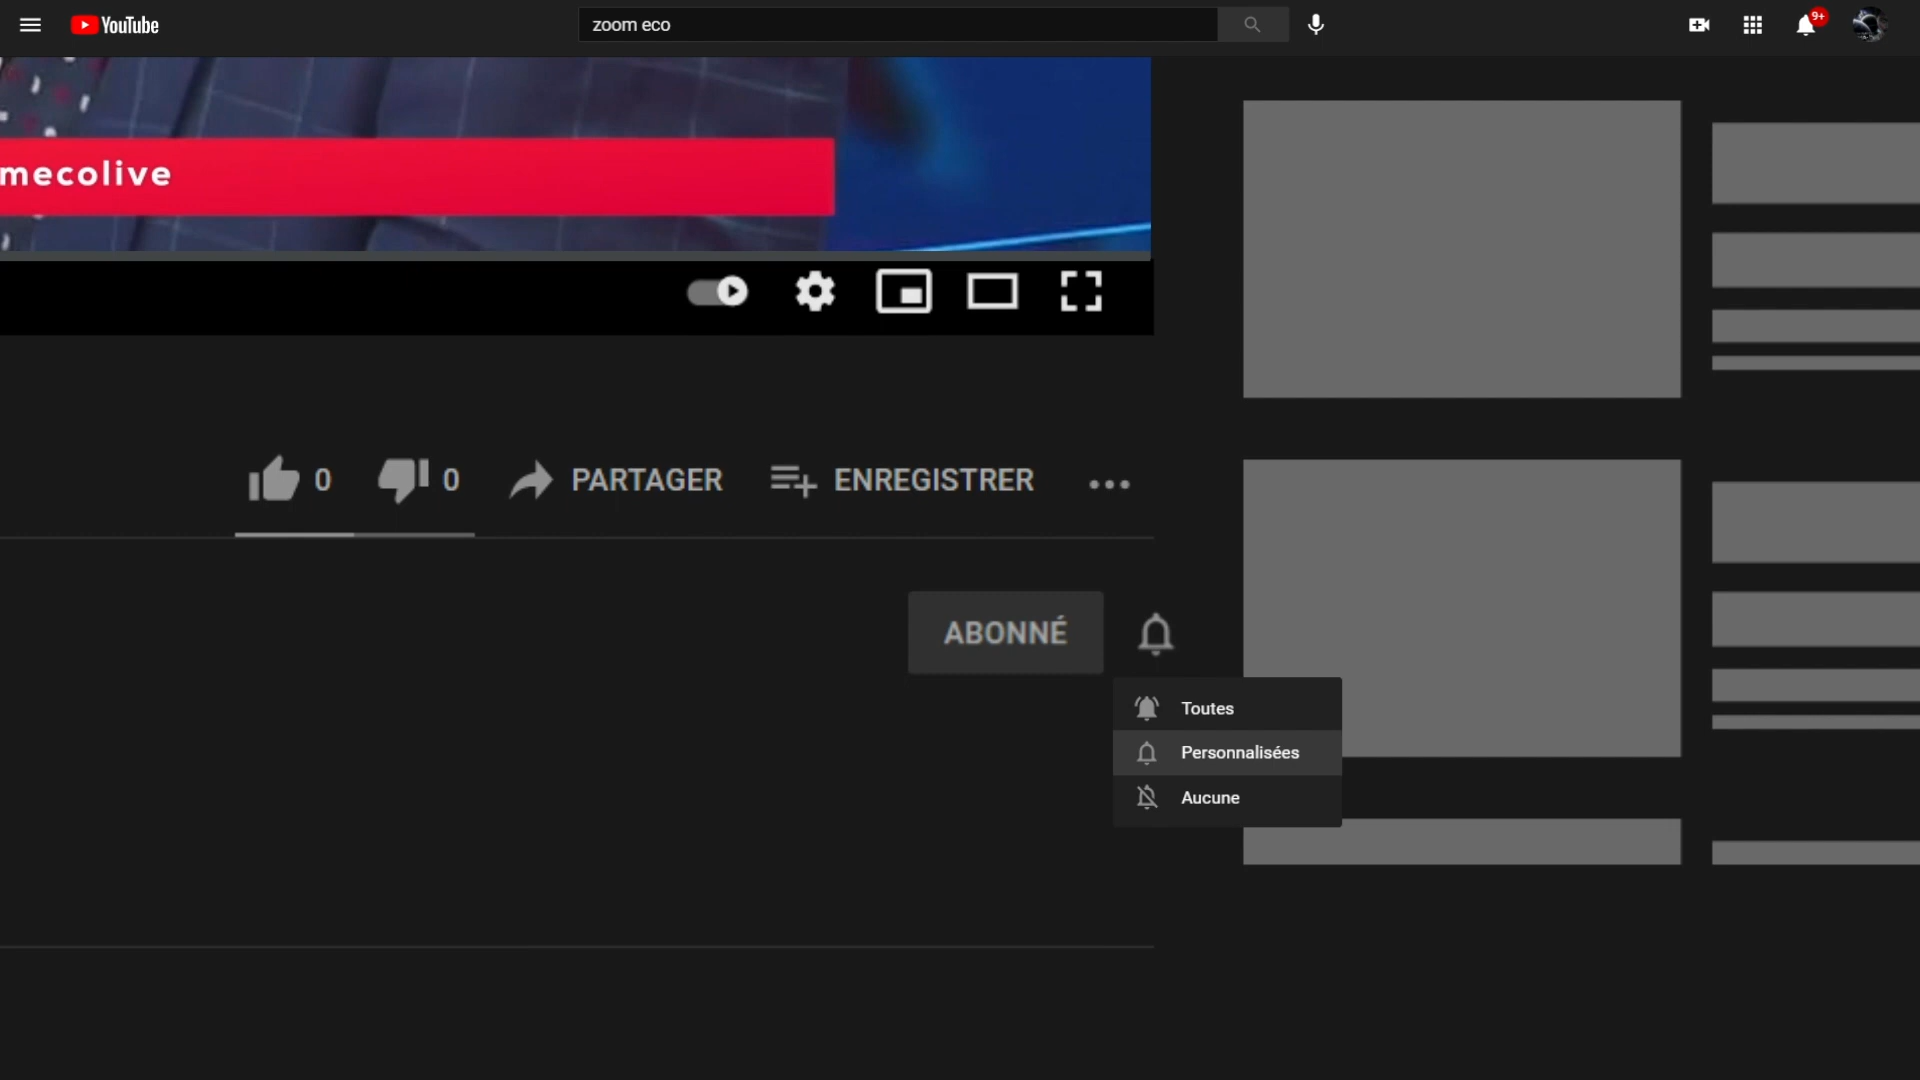 YouTube
zoom eco
9+
mecolive
0
0
PARTAGER
ENREGISTRER
ABONNÉ
Toutes
Personnalisées
Aucune